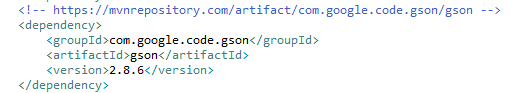 <!-- https://mvnrepository.com/artifact/com.google.code.gson/gson -->
<dependency>
    <groupId>com.google.code.gson</groupId>
    <artifactId>gson</artifactId>
    <version>2.8.6</version>
</dependency>